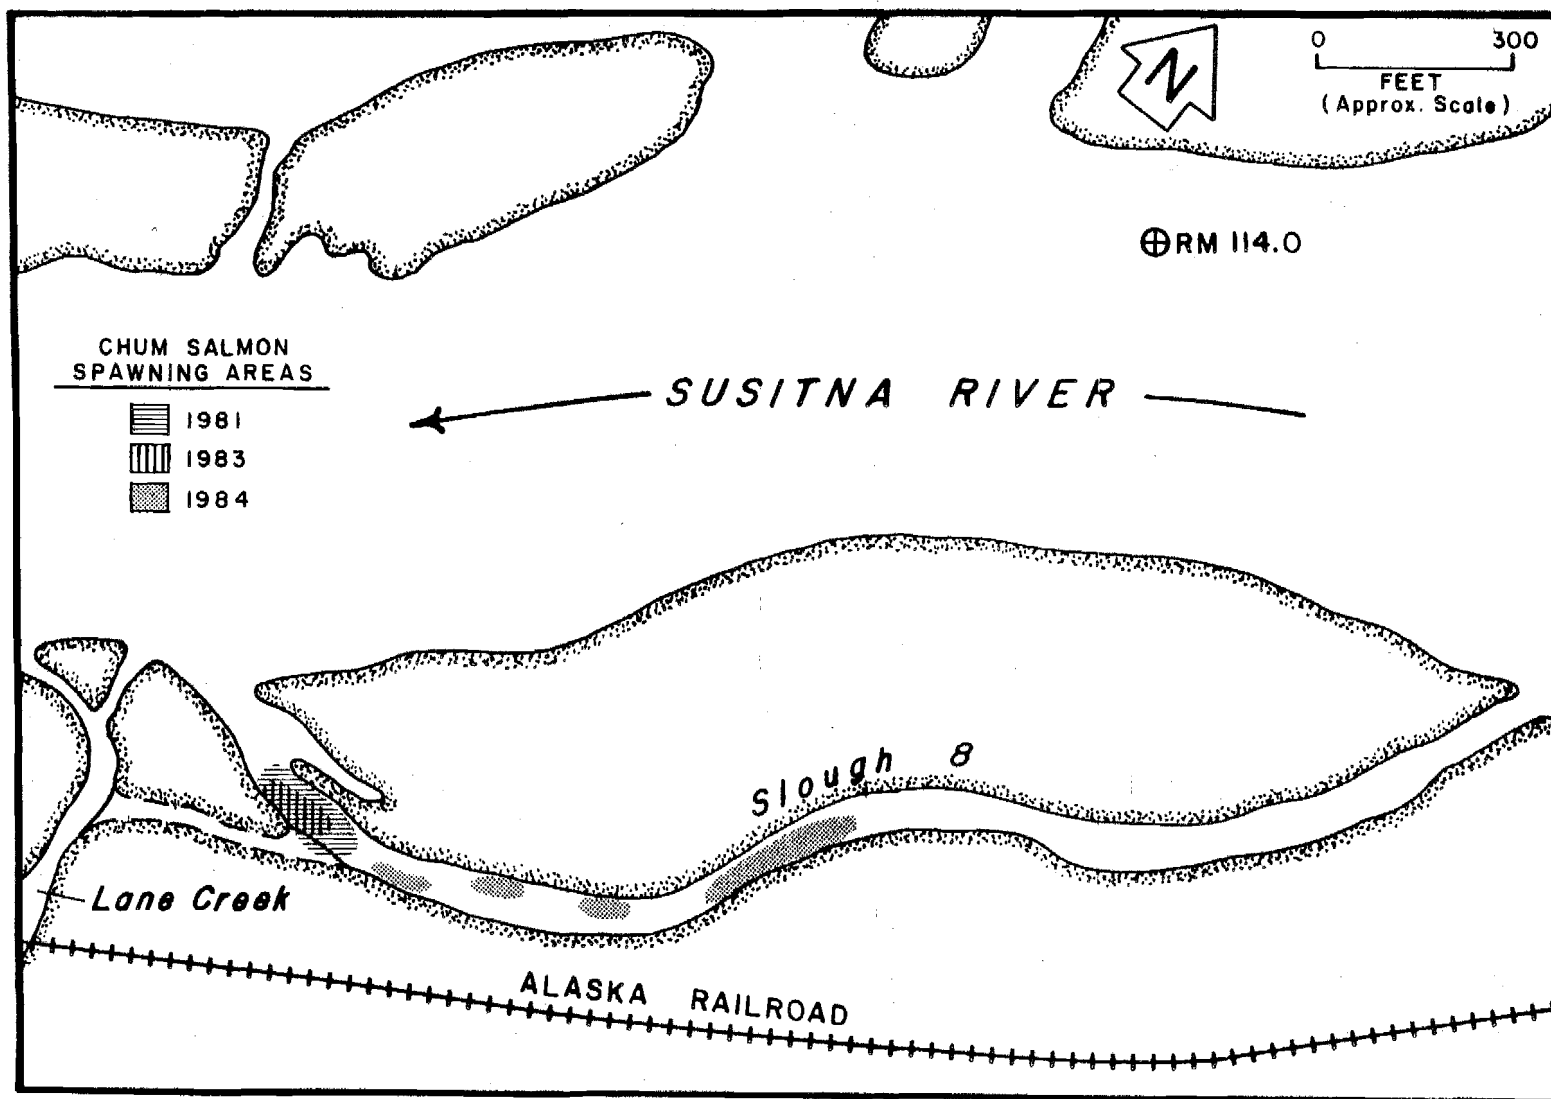 N
0 300
FEET
(Approx. Scale)
RM 114.0
CHUM SALMON
SPAWNING AREAS
1981
1983
1984
SUSITNA RIVER
Slough 8
Lane Creek
ALASKA RAILROAD